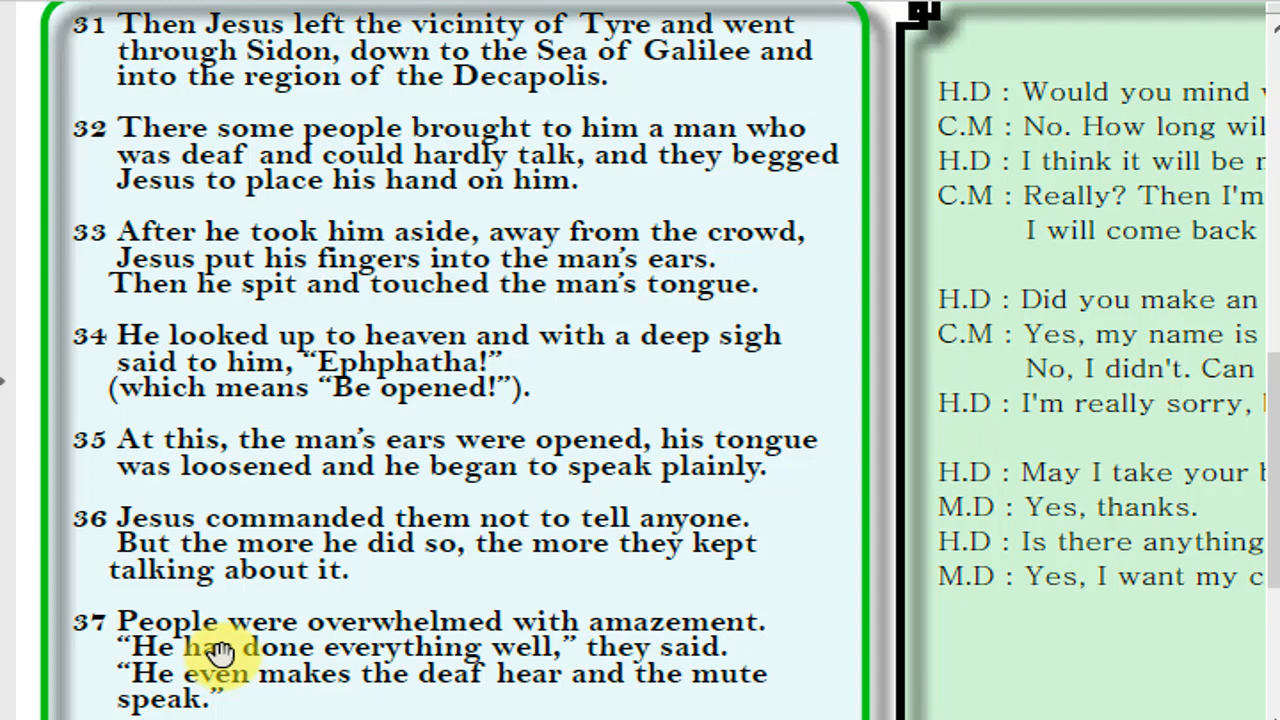 31 Then Jesus left the vicinity of Tyre and went
through Sidon, down to the Sea of Galilee and
into the region of the Decapolis.
32 There some people brought to him a man who
was deaf and could hardly talk, and they begged
Jesus to place his hand on him.
33 After he took him aside, away from the crowd,
Jesus put his fingers into the man's ears.
Then he spit and touched the man's tongue.
34 He looked up to heaven and with a deep sigh
said to him, “Ephphatha!”
(which means “Be opened!”).
35 At this, the man's ears were opened, his tongue
was loosened and he began to speak plainly.
36 Jesus commanded them not to tell anyone.
But the more he did so, the more they kept
talking about it.
37 People were overwhelmed with amazement.
“He has done everything well,” they said.
“He even makes the deaf hear and the mute
speak.”
H.D : Would you mind
C.M : No. How long wil
H.D : I think it will be
C.M : Really? Then I'm
I will come back
H.D : Did you make an
C.M : Yes, my name is
No, I didn't. Can
H.D : I'm really sorry,
H.D : May I take your
M.D : Yes, thanks.
H.D : Is there anything
M.D : Yes, I want my c